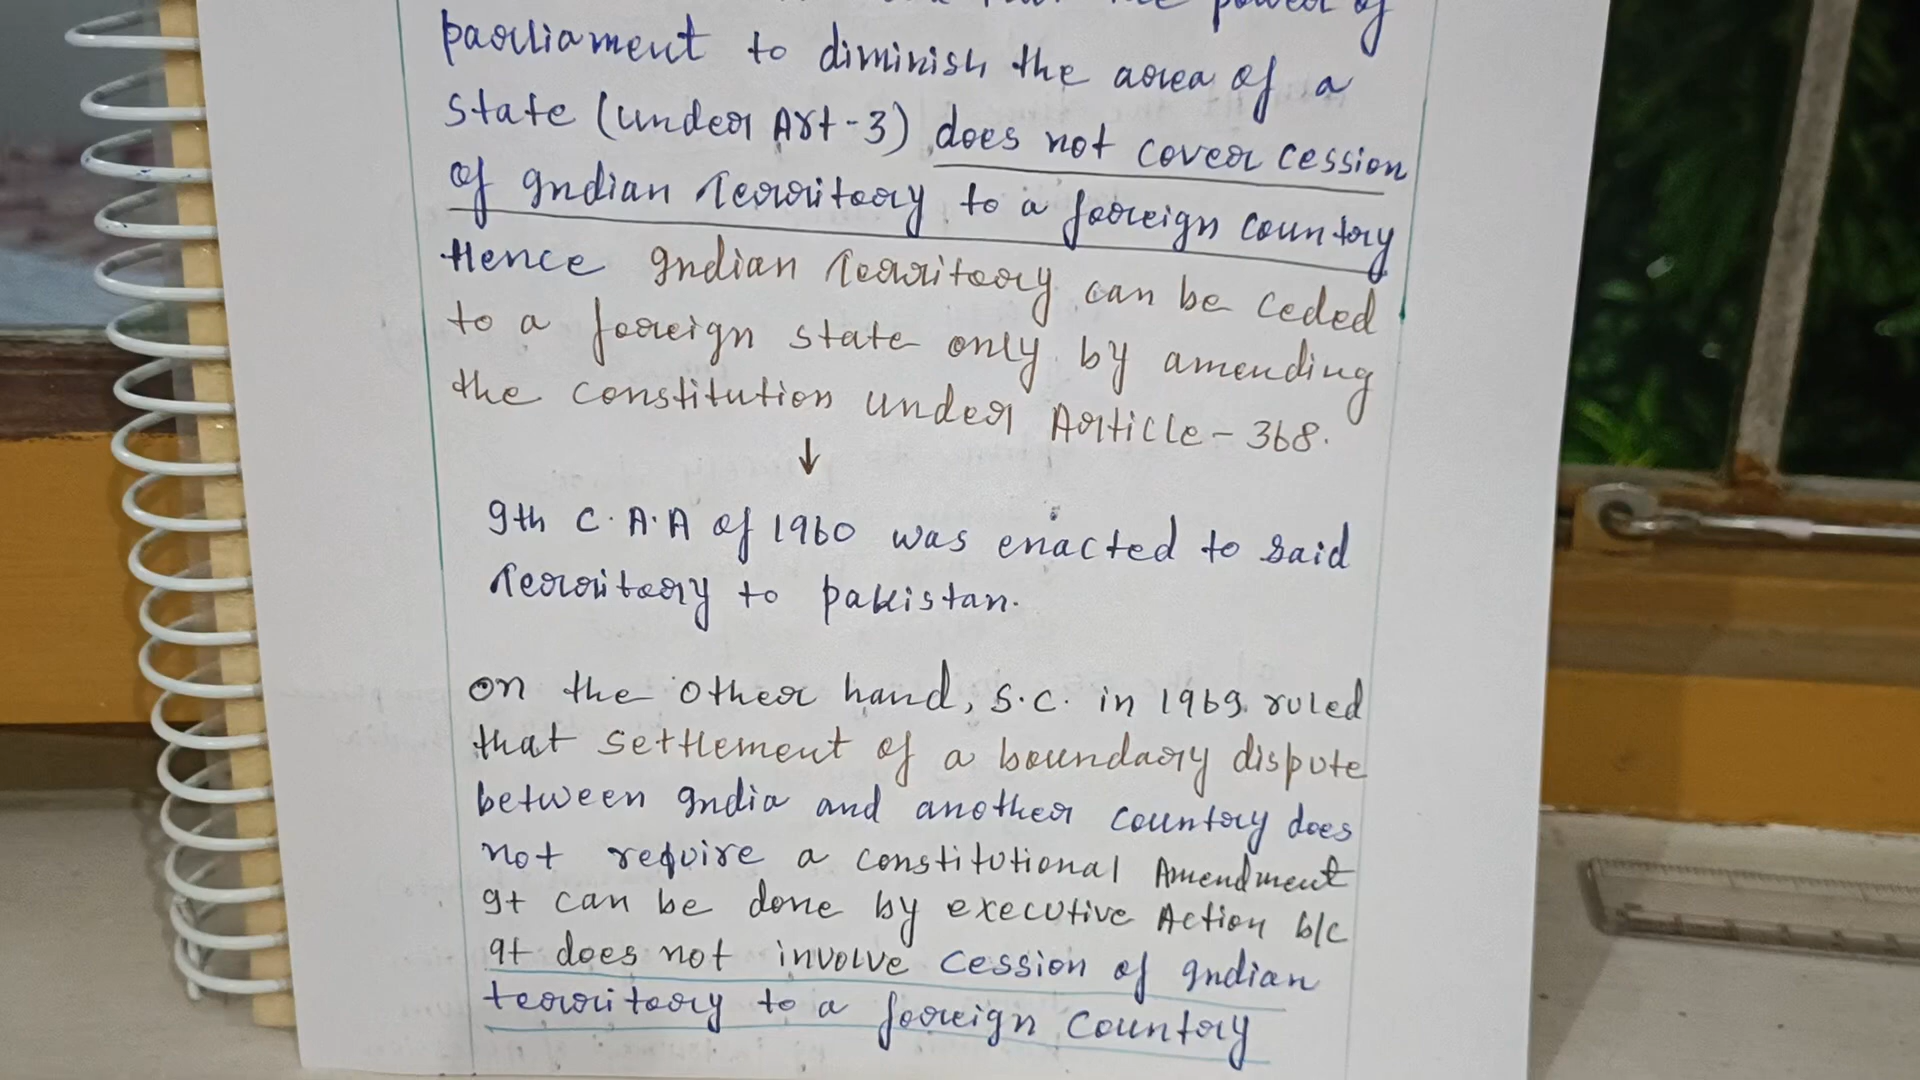 the power of
parliament to diminish the area of a
state (under Art-3) does not cover cession
of Indian Territory to a foreign country
Hence Indian Territory can be ceded
to a foreign state only by amending
the constitution under Article-368.
↓
9th C.A.A of 1960 was enacted to said
Territory to pakistan.
on the other hand, S.C. in 1969 ruled
that settlement of a boundary dispute
between India and another country does
not require a constitutional Amendment
It can be done by executive Action b/c
It does not involve cession of Indian
territory to a foreign country